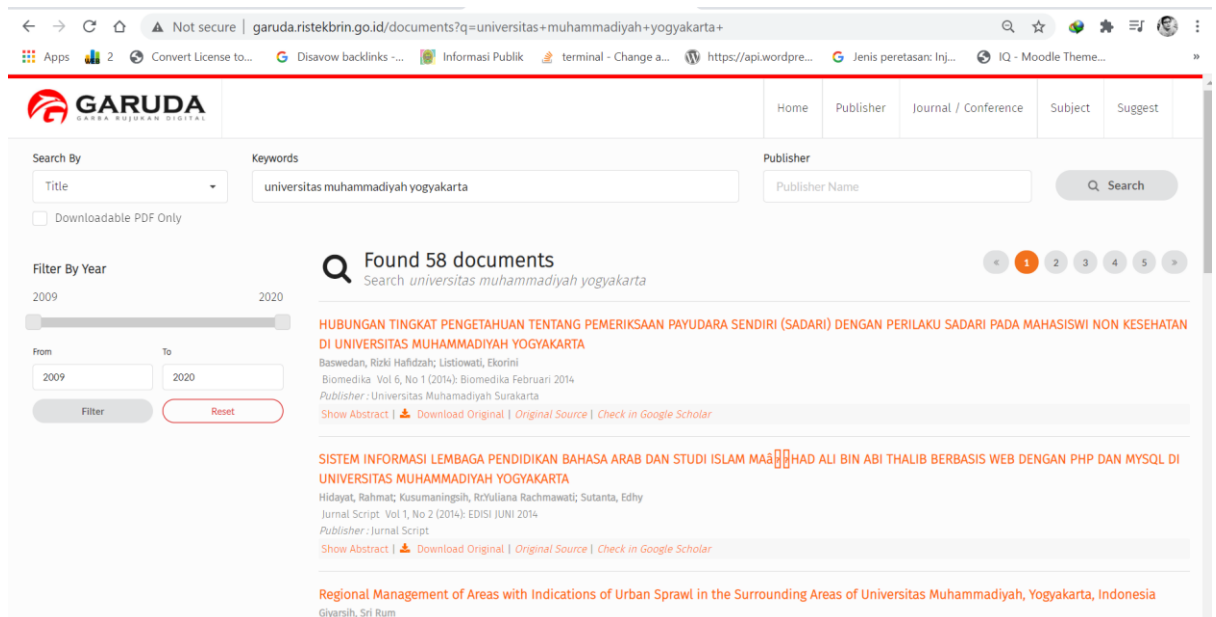 Not secure | garuda.ristekbrin.go.id/documents?q=universitas+muhammadiyah+yogyakarta+
Apps 2 Convert License to... Disavow backlinks -... Informasi Publik terminal - Change a... https://api.wordpre... Jenis peretasan: Inj... IQ - Moodle Theme... »
GARUDA
GARBA RUJUKAN DIGITAL
Home Publisher Journal / Conference Subject Suggest
Search By Keywords Publisher
Title universitas muhammadiyah yogyakarta Publisher Name Search
Downloadable PDF Only
Filter By Year
2009 2020
From To
2009 2020
Filter Reset
Found 58 documents
Search universitas muhammadiyah yogyakarta
« 1 2 3 4 5 »
HUBUNGAN TINGKAT PENGETAHUAN TENTANG PEMERIKSAAN PAYUDARA SENDIRI (SADARI) DENGAN PERILAKU SADARI PADA MAHASISWI NON KESEHATAN
DI UNIVERSITAS MUHAMMADIYAH YOGYAKARTA
Baswedan, Rizki Hafidzah; Listiowati, Ekorini
Biomedika Vol 6, No 1 (2014): Biomedika Februari 2014
Publisher : Universitas Muhamadiyah Surakarta
Show Abstract | Download Original | Original Source | Check in Google Scholar
SISTEM INFORMASI LEMBAGA PENDIDIKAN BAHASA ARAB DAN STUDI ISLAM MAâHAD ALI BIN ABI THALIB BERBASIS WEB DENGAN PHP DAN MYSQL DI
UNIVERSITAS MUHAMMADIYAH YOGYAKARTA
Hidayat, Rahmat; Kusumaningsih, Rr.Yuliana Rachmawati; Sutanta, Edhy
Jurnal Script Vol 1, No 2 (2014): EDISI JUNI 2014
Publisher : Jurnal Script
Show Abstract | Download Original | Original Source | Check in Google Scholar
Regional Management of Areas with Indications of Urban Sprawl in the Surrounding Areas of Universitas Muhammadiyah, Yogyakarta, Indonesia
Giyarsih, Sri Rum